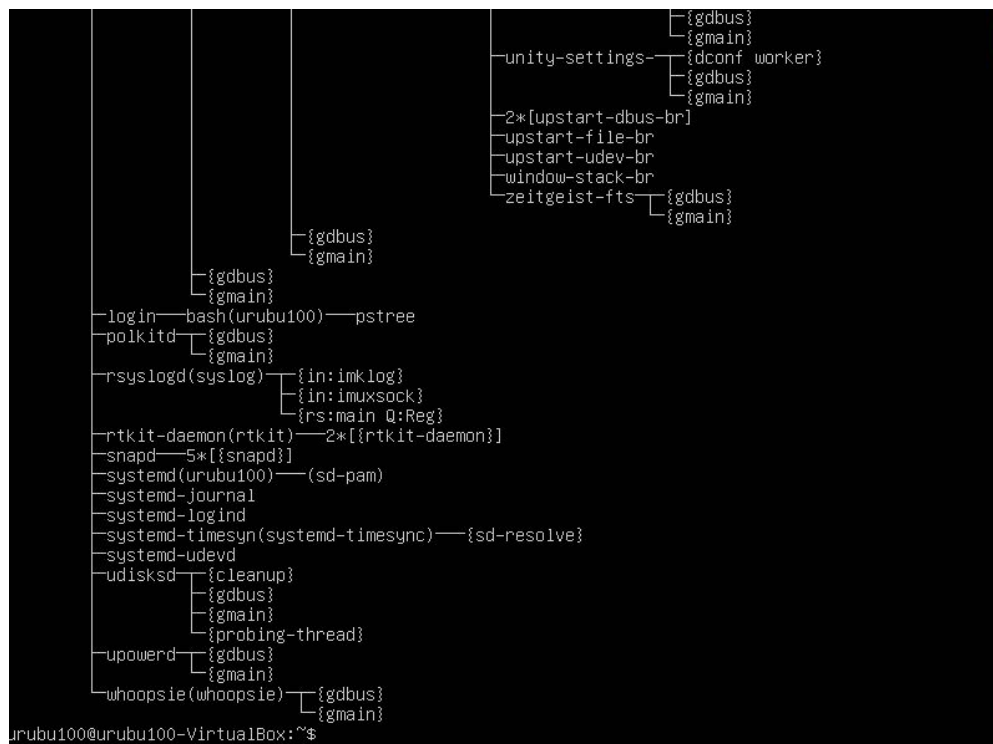 ├─{gdbus}
                                                                     └─{gmain}
                                                  ├─unity-settings-─┬─{dconf worker}
                                                                    ├─{gdbus}
                                                                    └─{gmain}
                                                  ├─2*[upstart-dbus-br]
                                                  ├─upstart-file-br
                                                  ├─upstart-udev-br
                                                  ├─window-stack-br
                                                  └─zeitgeist-fts─┬─{gdbus}
                                                                  └─{gmain}
                              ├─{gdbus}
                              └─{gmain}
                    ├─{gdbus}
                    └─{gmain}
          ├─login───bash(urubu100)───pstree
          ├─polkitd─┬─{gdbus}
          │         └─{gmain}
          ├─rsyslogd(syslog)─┬─{in:imklog}
          │                  ├─{in:imuxsock}
          │                  └─{rs:main Q:Reg}
          ├─rtkit-daemon(rtkit)───2*[{rtkit-daemon}]
          ├─snapd───5*[{snapd}]
          ├─systemd(urubu100)───(sd-pam)
          ├─systemd-journal
          ├─systemd-logind
          ├─systemd-timesyn(systemd-timesync)───{sd-resolve}
          ├─systemd-udevd
          ├─udisksd─┬─{cleanup}
          │         ├─{gdbus}
          │         ├─{gmain}
          │         └─{probing-thread}
          ├─upowerd─┬─{gdbus}
          │         └─{gmain}
          └─whoopsie(whoopsie)─┬─{gdbus}
                               └─{gmain}
urubu100@urubu100-VirtualBox:~$